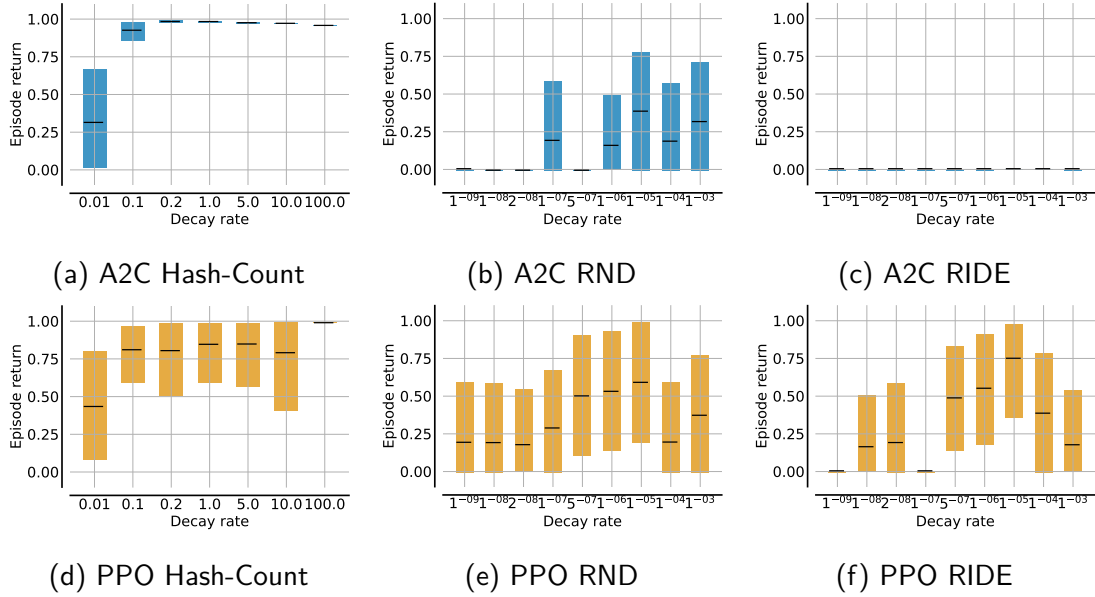 1.00
0.75
0.50
0.25
0.00
Episode return
0.01 0.1 0.2 1.0 5.0 10.0 100.0
Decay rate
(a) A2C Hash-Count
1.00
0.75
0.50
0.25
0.00
Episode return
1⁻⁰⁹ 1⁻⁰⁸ 2⁻⁰⁸ 1⁻⁰⁷ 5⁻⁰⁷ 1⁻⁰⁶ 1⁻⁰⁵ 1⁻⁰⁴ 1⁻⁰³
Decay rate
(b) A2C RND
1.00
0.75
0.50
0.25
0.00
Episode return
1⁻⁰⁹ 1⁻⁰⁸ 2⁻⁰⁸ 1⁻⁰⁷ 5⁻⁰⁷ 1⁻⁰⁶ 1⁻⁰⁵ 1⁻⁰⁴ 1⁻⁰³
Decay rate
(c) A2C RIDE
1.00
0.75
0.50
0.25
0.00
Episode return
0.01 0.1 0.2 1.0 5.0 10.0 100.0
Decay rate
(d) PPO Hash-Count
1.00
0.75
0.50
0.25
0.00
Episode return
1⁻⁰⁹ 1⁻⁰⁸ 2⁻⁰⁸ 1⁻⁰⁷ 5⁻⁰⁷ 1⁻⁰⁶ 1⁻⁰⁵ 1⁻⁰⁴ 1⁻⁰³
Decay rate
(e) PPO RND
1.00
0.75
0.50
0.25
0.00
Episode return
1⁻⁰⁹ 1⁻⁰⁸ 2⁻⁰⁸ 1⁻⁰⁷ 5⁻⁰⁷ 1⁻⁰⁶ 1⁻⁰⁵ 1⁻⁰⁴ 1⁻⁰³
Decay rate
(f) PPO RIDE